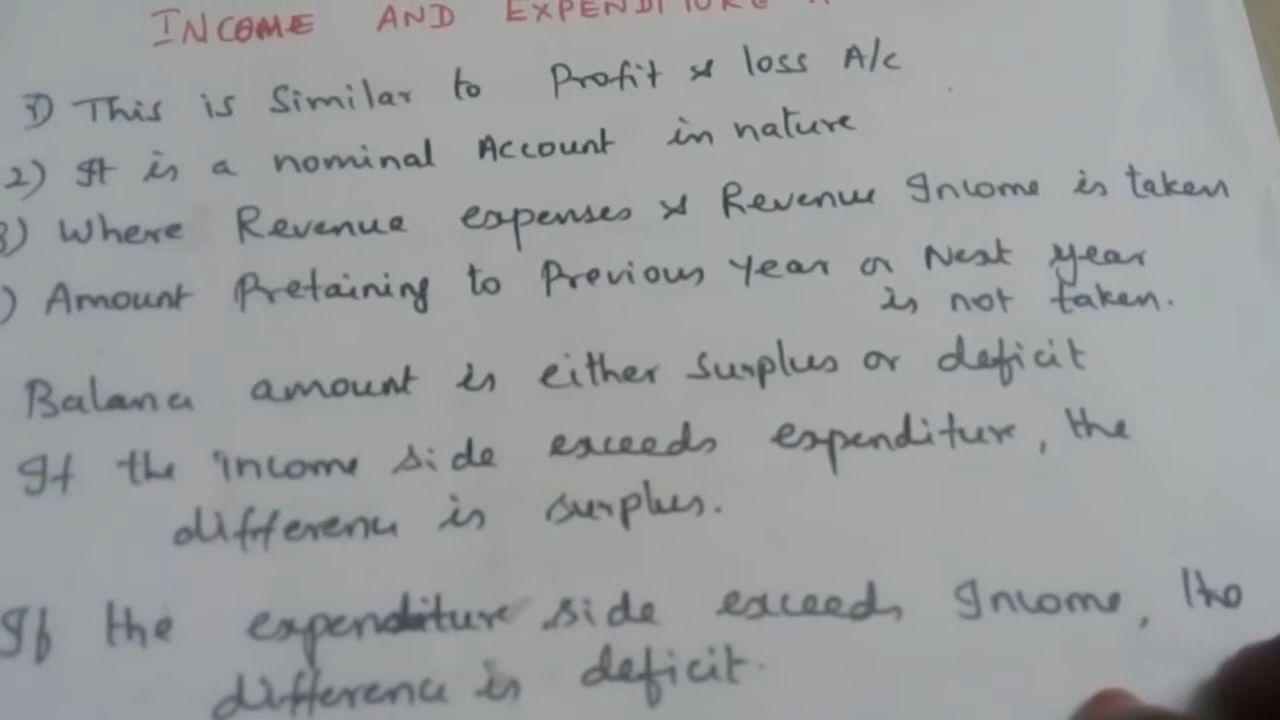 INCOME AND EXPENDITURE
1) This is Similar to Profit & loss A/c
2) It is a nominal Account in nature
3) Where Revenue expenses & Revenue Income is taken
) Amount Pretaining to Previous Year or Next year
is not taken.
Balance amount is either Surplus or deficit
If the income side exceeds expenditure, the
difference is surplus.
If the expenditure side exceeds Income, the
difference is deficit.